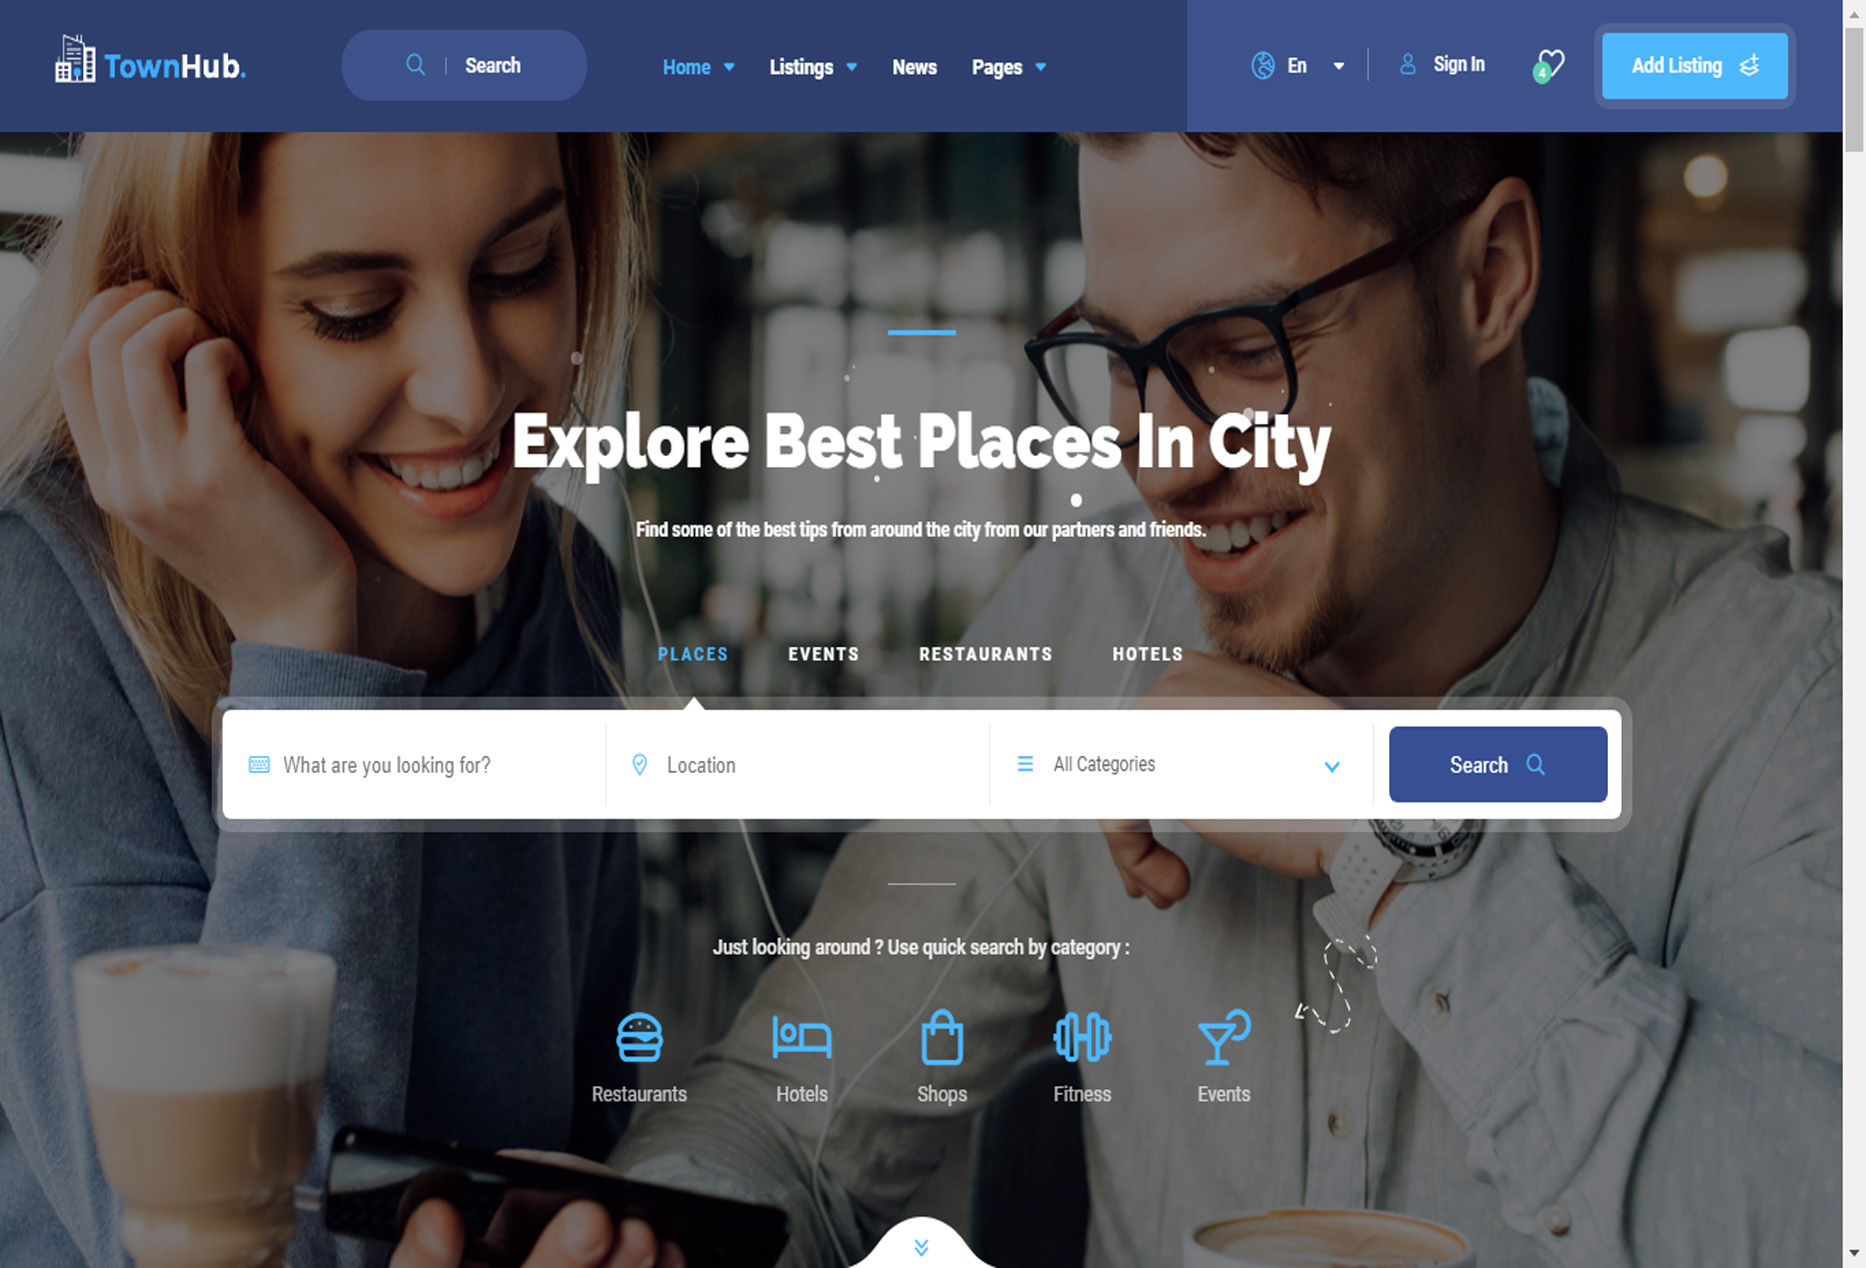 TownHub.
Search
Home
Listings
News
Pages
En
Sign In
4
Add Listing
Explore Best Places In City
Find some of the best tips from around the city from our partners and friends.
PLACES
EVENTS
RESTAURANTS
HOTELS
What are you looking for?
Location
All Categories
Search
Just looking around ? Use quick search by category :
Restaurants
Hotels
Shops
Fitness
Events